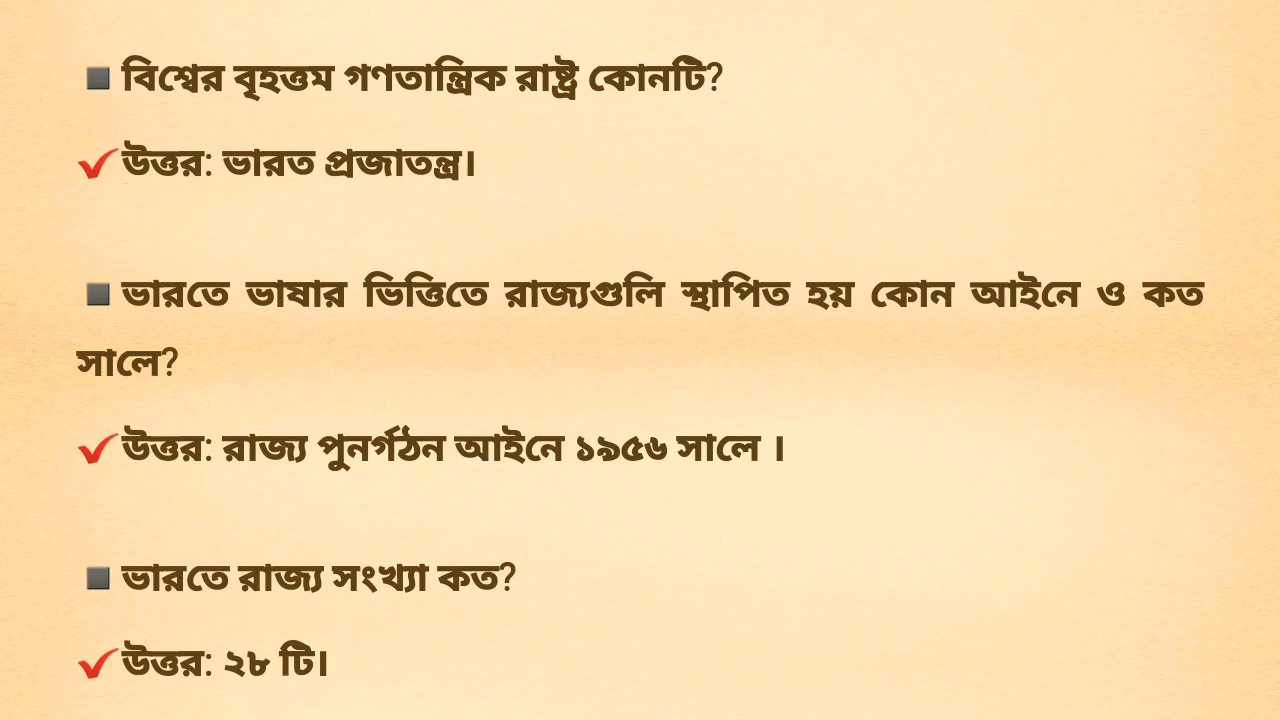 ◾বিশ্বের বৃহত্তম গণতান্ত্রিক রাষ্ট্র কোনটি?
✔উত্তর: ভারত প্রজাতন্ত্র।
◾ভারতে ভাষার ভিত্তিতে রাজ্যগুলি স্থাপিত হয় কোন আইনে ও কত
সালে?
✔উত্তর: রাজ্য পুনর্গঠন আইনে ১৯৫৬ সালে ।
◾ভারতে রাজ্য সংখ্যা কত?
✔উত্তর: ২৮ টি।